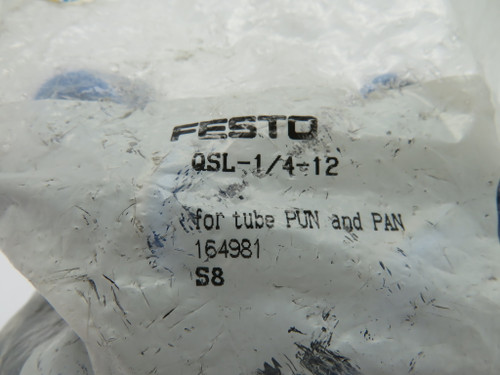 FESTO
QSL-1/4-12
for tube PUN and PAN
164981
S8